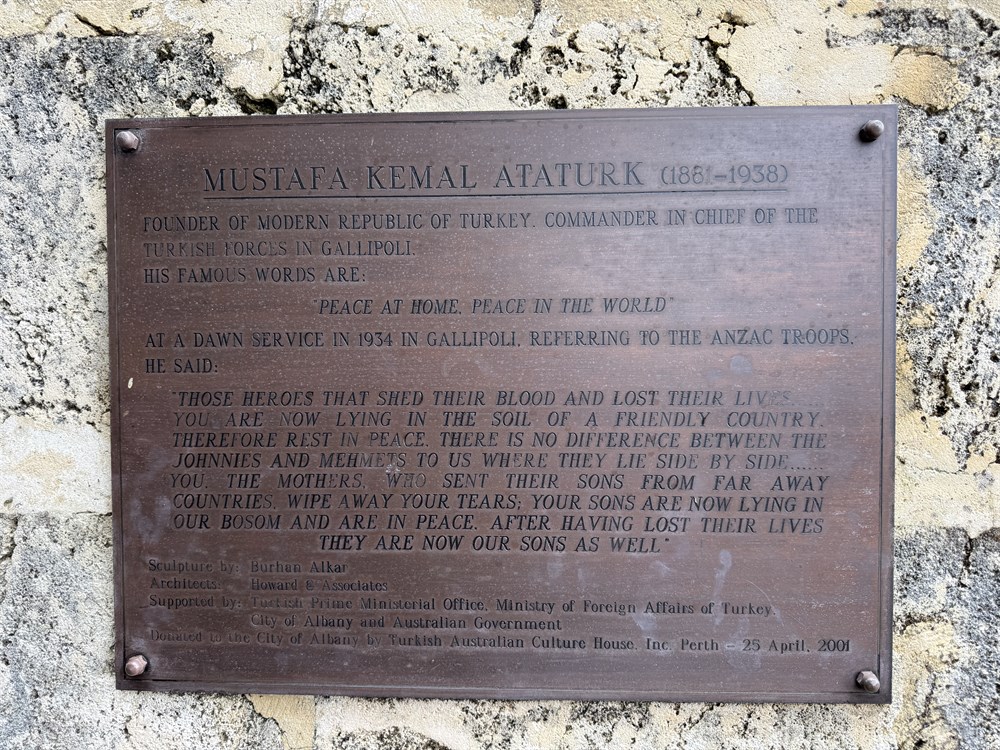 MUSTAFA KEMAL ATATURK (1881–1938)
FOUNDER OF MODERN REPUBLIC OF TURKEY. COMMANDER IN CHIEF OF THE
TURKISH FORCES IN GALLIPOLI.
HIS FAMOUS WORDS ARE:
"PEACE AT HOME, PEACE IN THE WORLD"
AT A DAWN SERVICE IN 1934 IN GALLIPOLI, REFERRING TO THE ANZAC TROOPS,
HE SAID:
"THOSE HEROES THAT SHED THEIR BLOOD AND LOST THEIR LIVES......
YOU ARE NOW LYING IN THE SOIL OF A FRIENDLY COUNTRY.
THEREFORE REST IN PEACE. THERE IS NO DIFFERENCE BETWEEN THE
JOHNNIES AND MEHMETS TO US WHERE THEY LIE SIDE BY SIDE......
YOU, THE MOTHERS, WHO SENT THEIR SONS FROM FAR AWAY
COUNTRIES, WIPE AWAY YOUR TEARS; YOUR SONS ARE NOW LYING IN
OUR BOSOM AND ARE IN PEACE. AFTER HAVING LOST THEIR LIVES
THEY ARE NOW OUR SONS AS WELL"
Sculpture by: Burhan Alkar
Architects: Howard & Associates
Supported by: Turkish Prime Ministerial Office, Ministry of Foreign Affairs of Turkey,
City of Albany and Australian Government
Donated to the City of Albany by Turkish Australian Culture House, Inc. Perth – 25 April, 2001